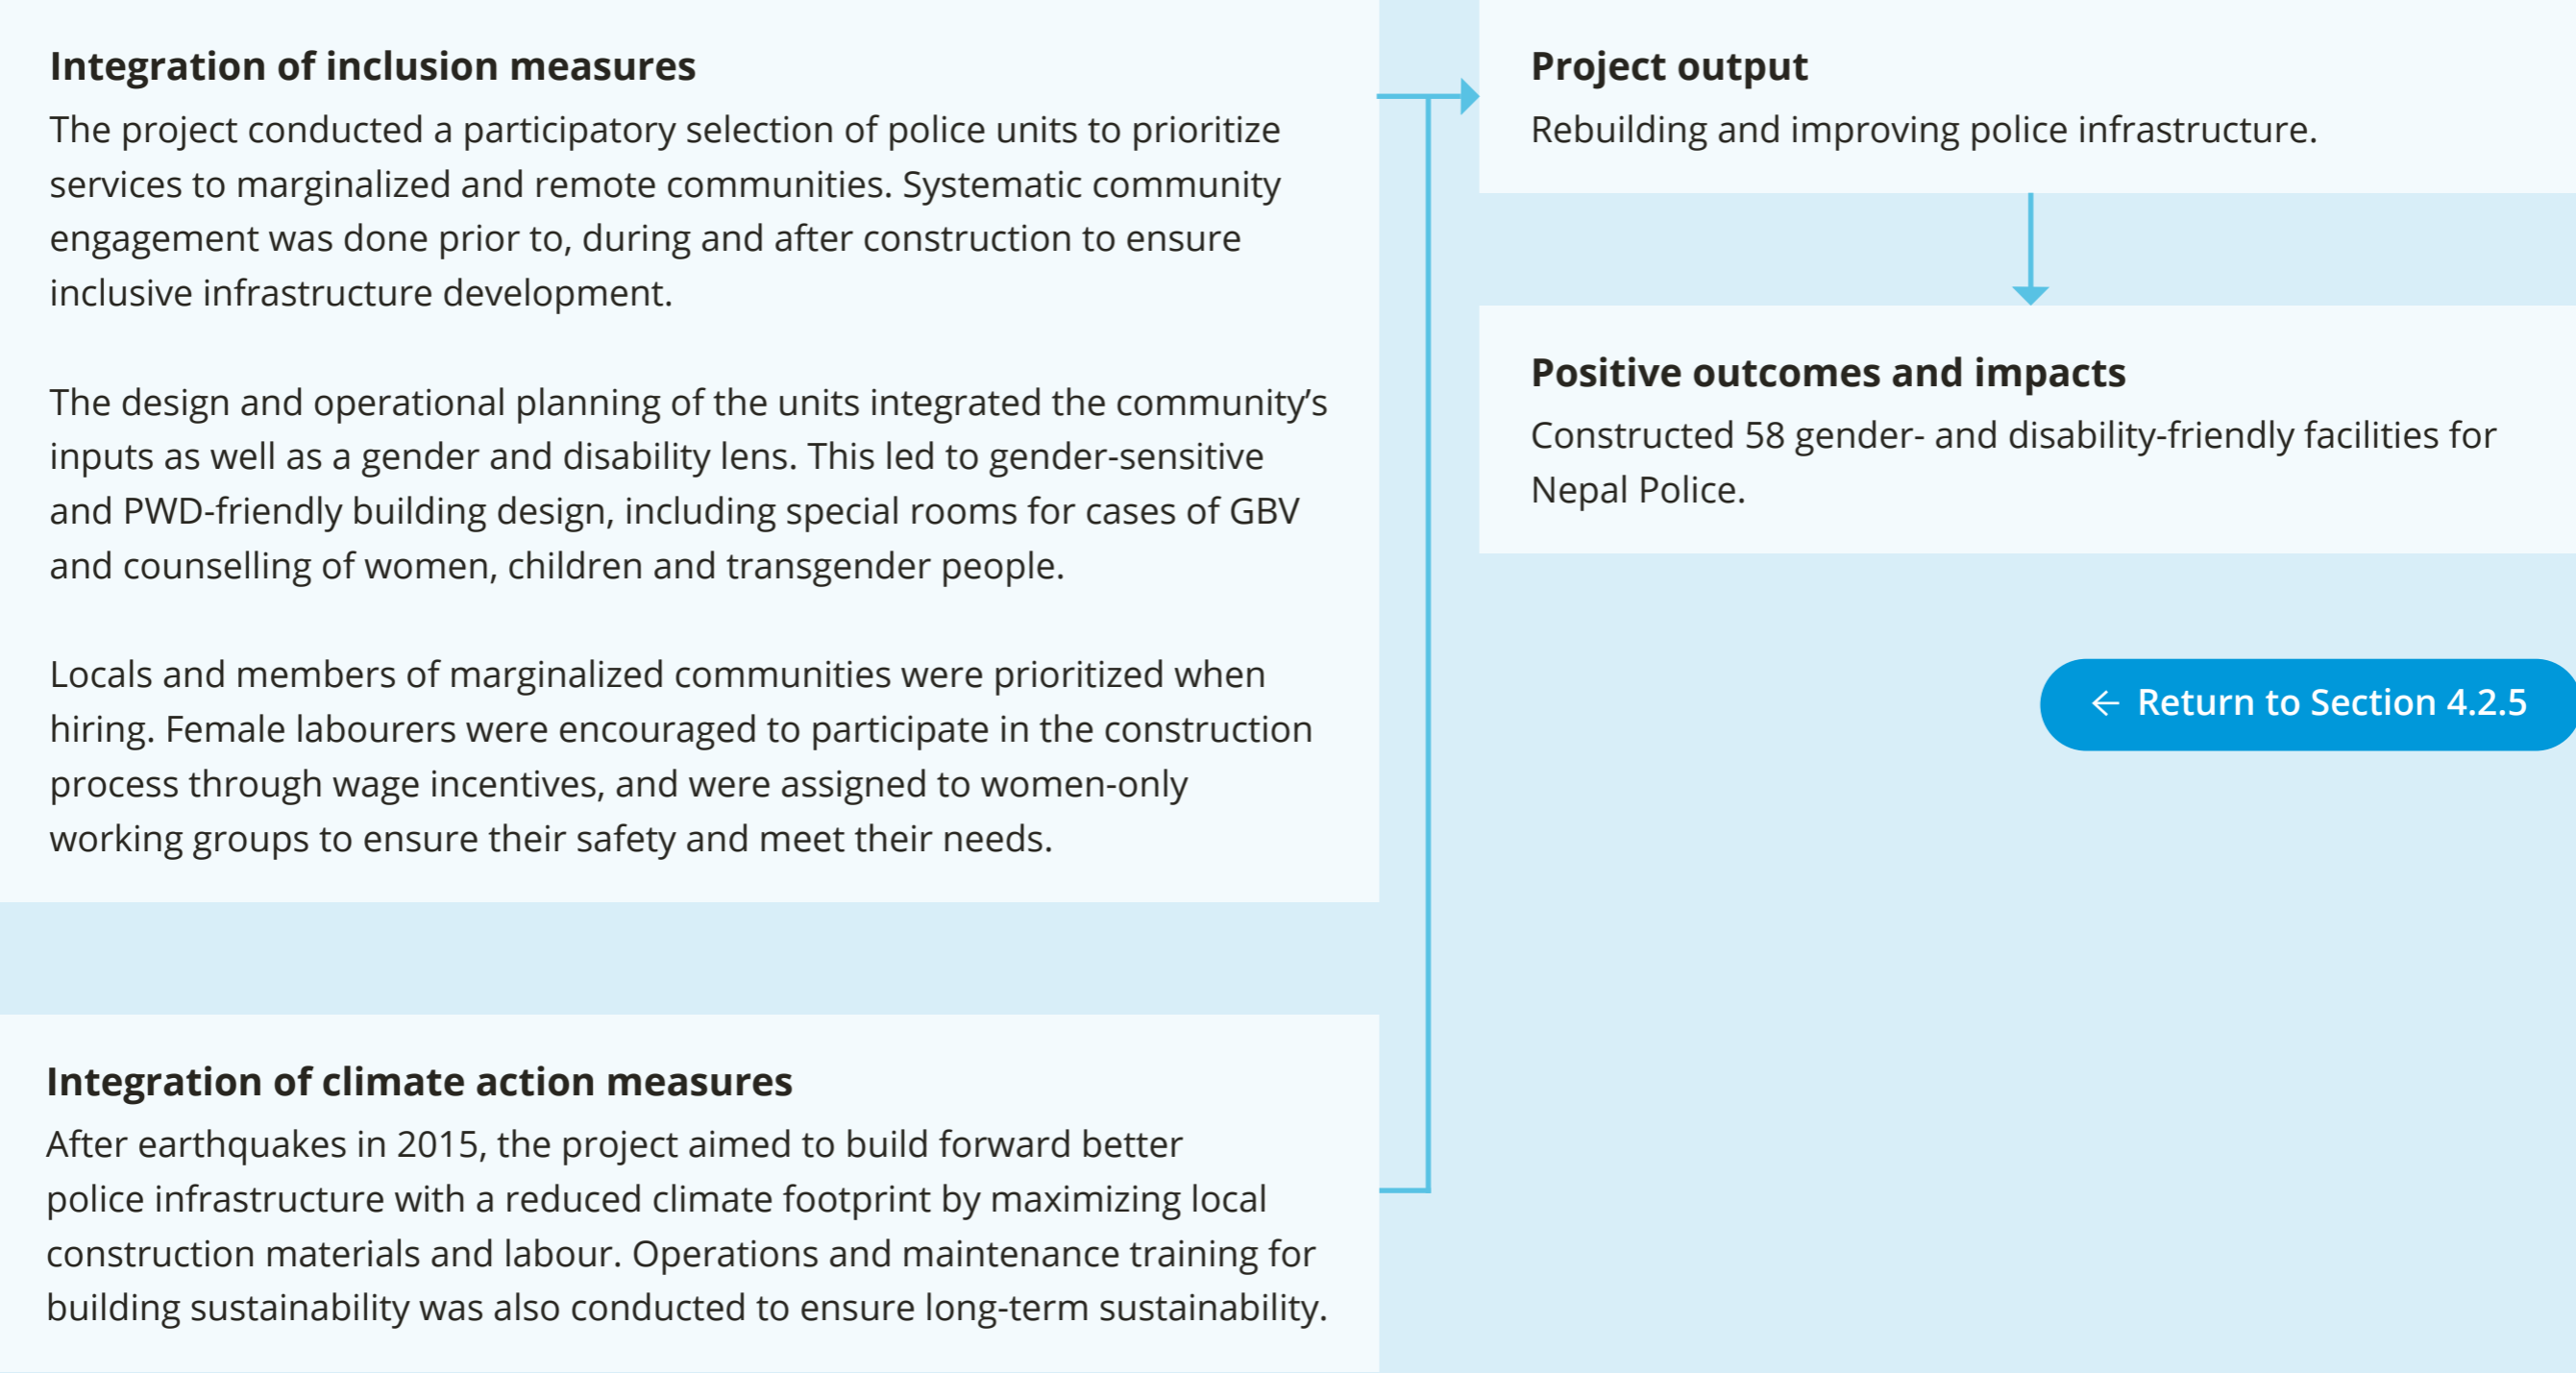 Integration of inclusion measures
The project conducted a participatory selection of police units to prioritize
services to marginalized and remote communities. Systematic community
engagement was done prior to, during and after construction to ensure
inclusive infrastructure development.
The design and operational planning of the units integrated the community’s
inputs as well as a gender and disability lens. This led to gender-sensitive
and PWD-friendly building design, including special rooms for cases of GBV
and counselling of women, children and transgender people.
Locals and members of marginalized communities were prioritized when
hiring. Female labourers were encouraged to participate in the construction
process through wage incentives, and were assigned to women-only
working groups to ensure their safety and meet their needs.
Integration of climate action measures
After earthquakes in 2015, the project aimed to build forward better
police infrastructure with a reduced climate footprint by maximizing local
construction materials and labour. Operations and maintenance training for
building sustainability was also conducted to ensure long-term sustainability.
Project output
Rebuilding and improving police infrastructure.
Positive outcomes and impacts
Constructed 58 gender- and disability-friendly facilities for
Nepal Police.
← Return to Section 4.2.5